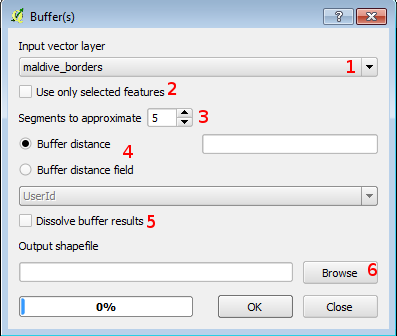 Buffer(s)
Input vector layer
maldive_borders 1
Use only selected features 2
Segments to approximate 5 3
Buffer distance
4
Buffer distance field
UserId
Dissolve buffer results 5
Output shapefile
Browse 6
0% OK Close